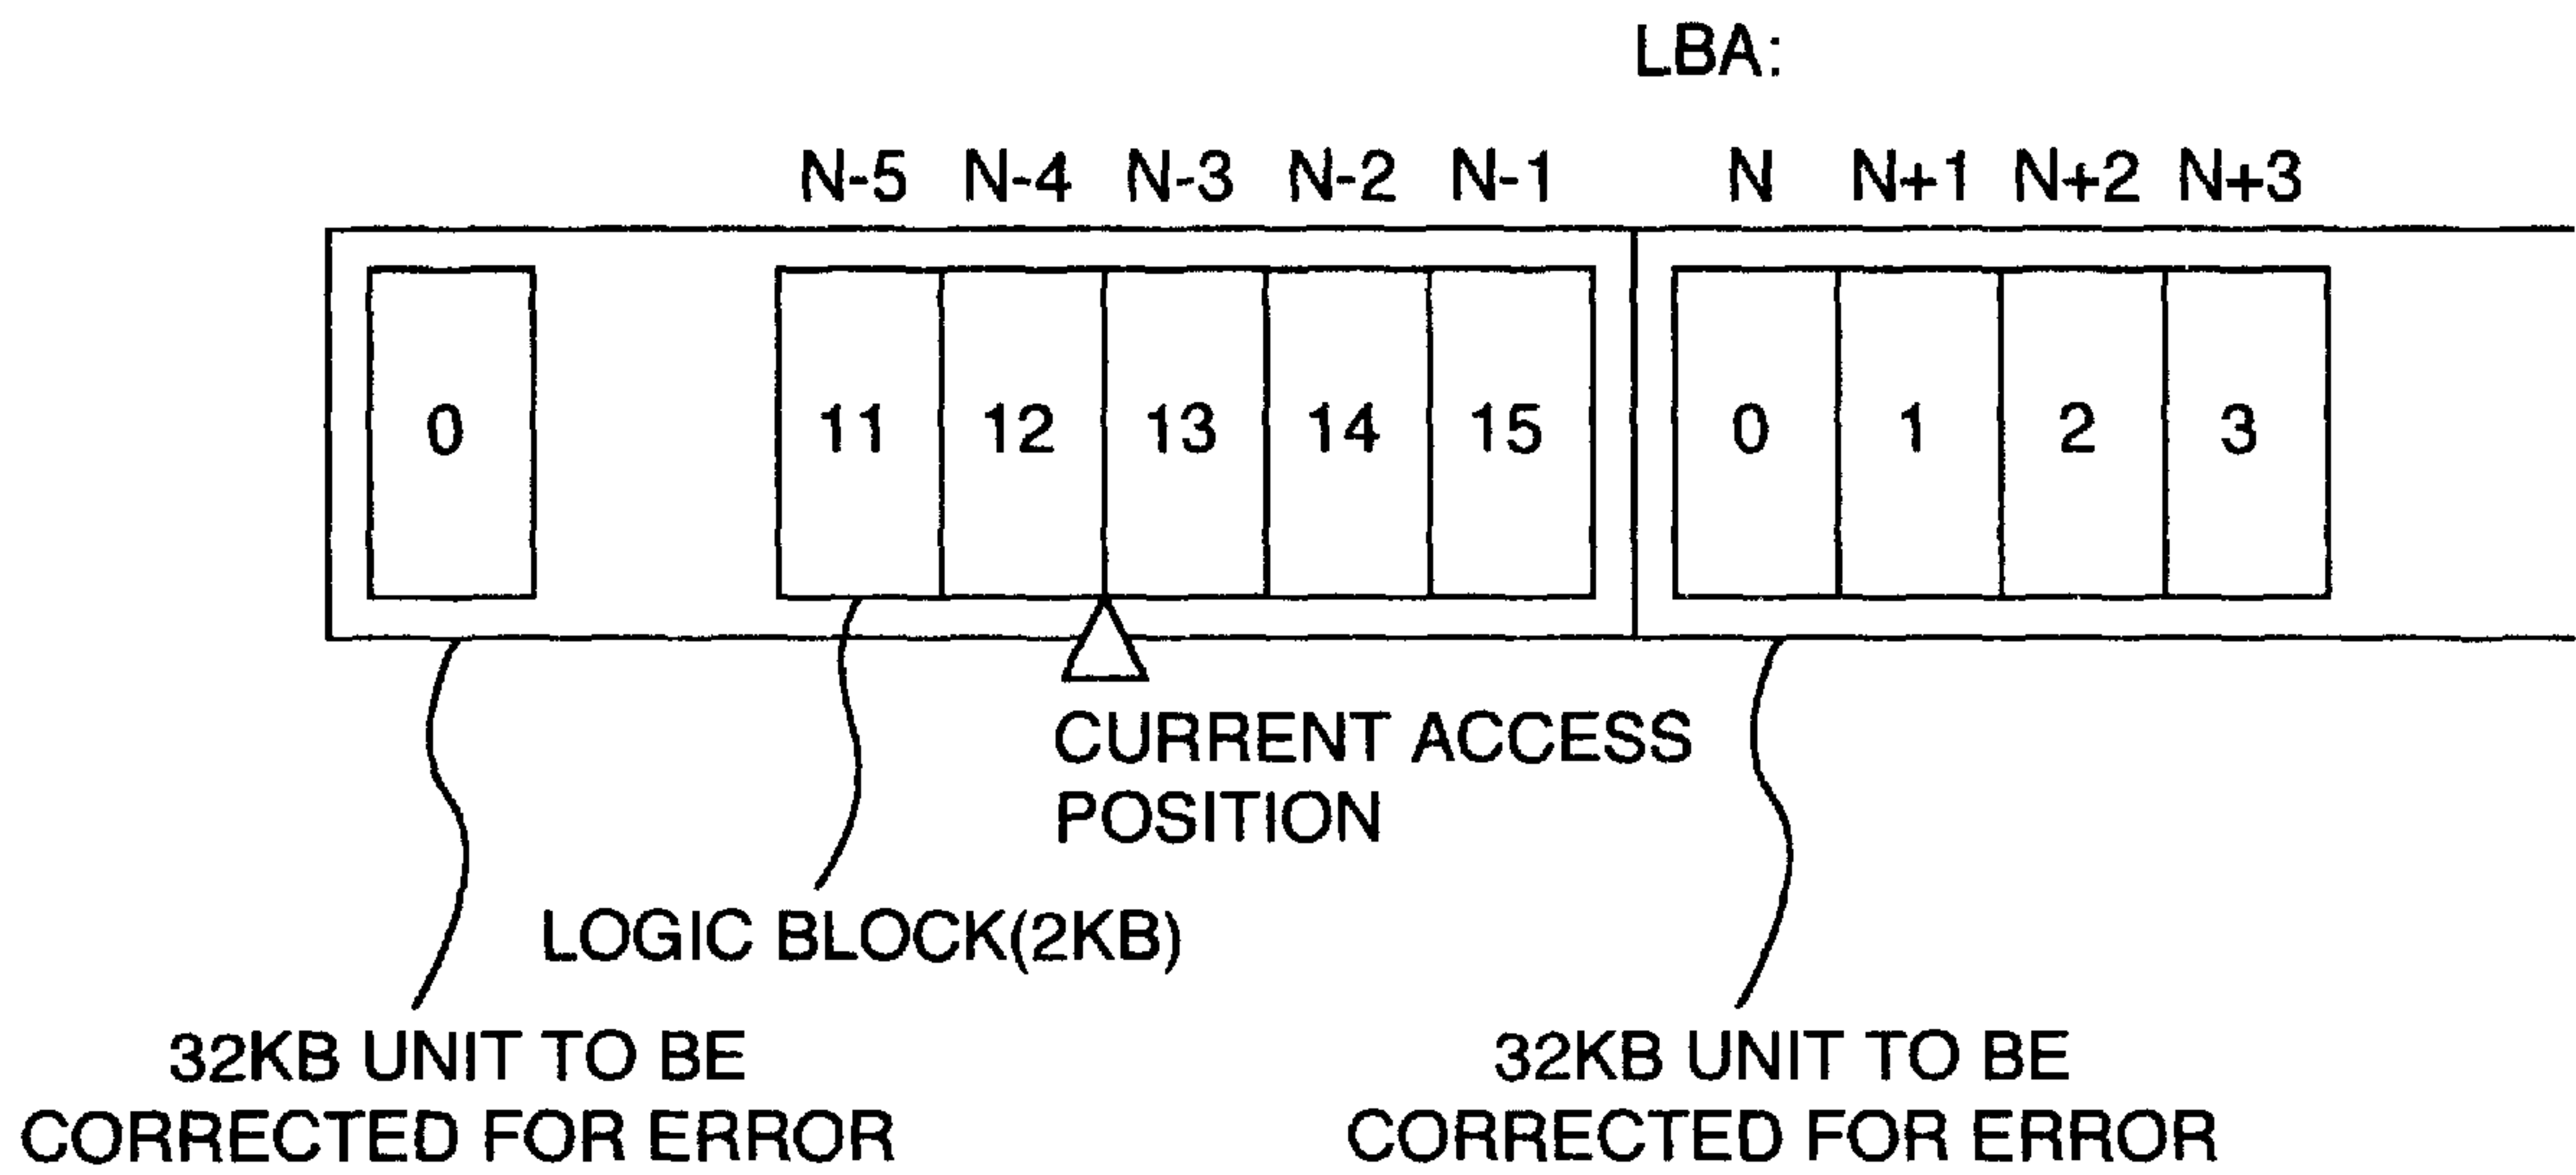 LBA:
N-5 N-4 N-3 N-2 N-1 N N+1 N+2 N+3
0 11 12 13 14 15 0 1 2 3
CURRENT ACCESS
POSITION
LOGIC BLOCK(2KB)
32KB UNIT TO BE
CORRECTED FOR ERROR
32KB UNIT TO BE
CORRECTED FOR ERROR